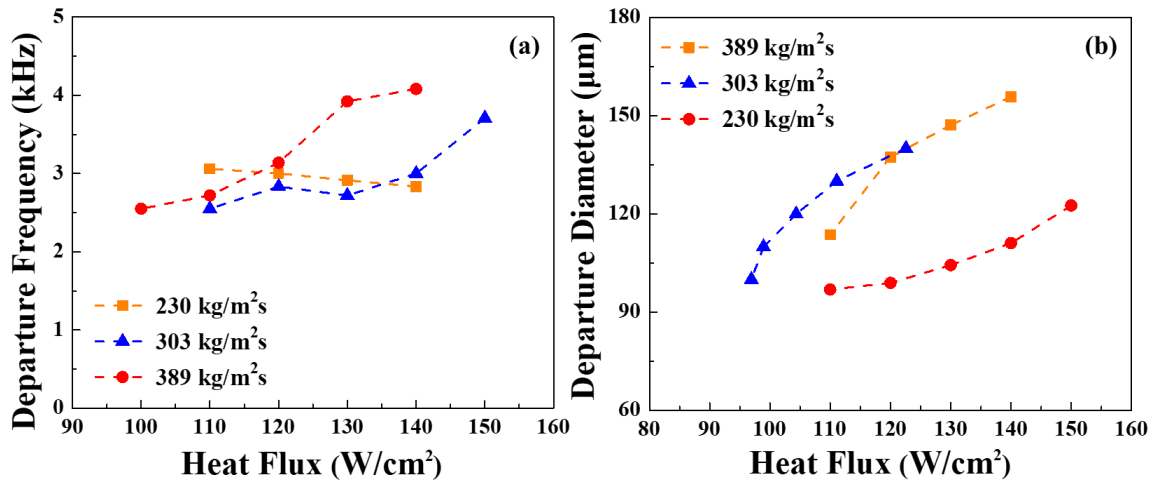 (a)
Departure Frequency (kHz)
5
4
3
2
1
0
230 kg/m²s
303 kg/m²s
389 kg/m²s
90 100 110 120 130 140 150 160
Heat Flux (W/cm²)
(b)
Departure Diameter (µm)
180
150
120
90
60
389 kg/m²s
303 kg/m²s
230 kg/m²s
80 90 100 110 120 130 140 150 160
Heat Flux (W/cm²)